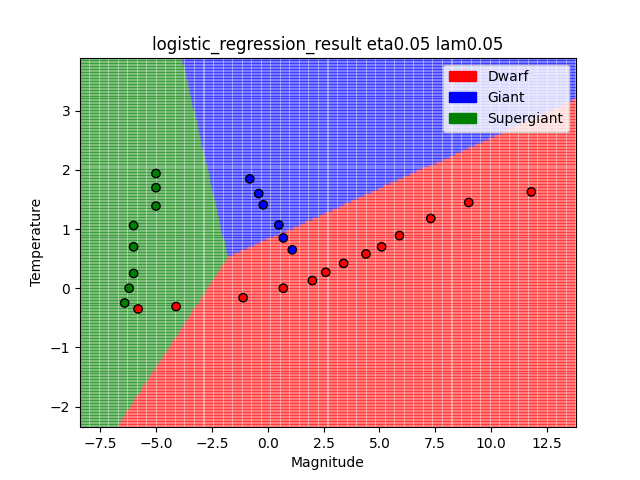 logistic_regression_result eta0.05 lam0.05
Dwarf
Giant
Supergiant
3
2
1
0
−1
−2
Temperature
−7.5 −5.0 −2.5 0.0 2.5 5.0 7.5 10.0 12.5
Magnitude